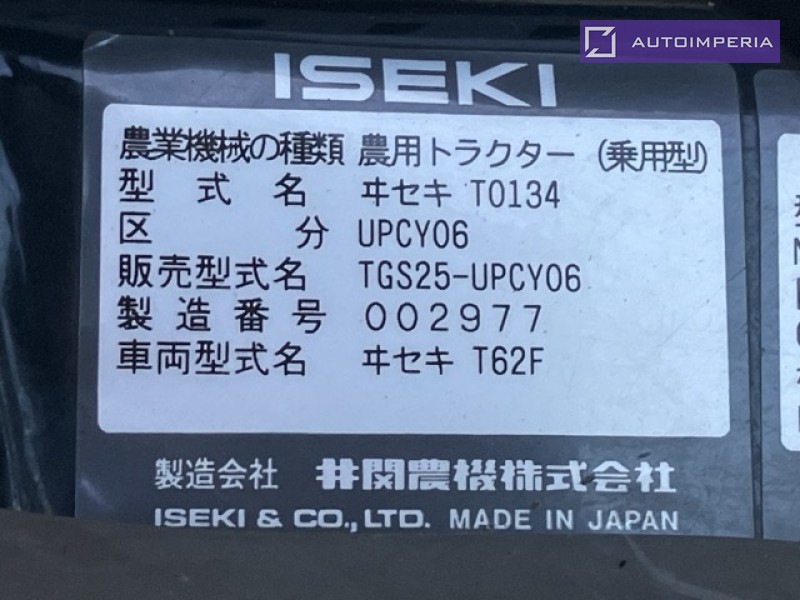 AUTOIMPERIA
ISEKI
農業機械の種類 農用トラクター (乗用型)
型式名 ヰセキ T0134
区分 UPCY06
販売型式名 TGS25-UPCY06
製造番号 002977
車両型式名 ヰセキ T62F
製造会社 井関農機株式会社
ISEKI & CO., LTD. MADE IN JAPAN